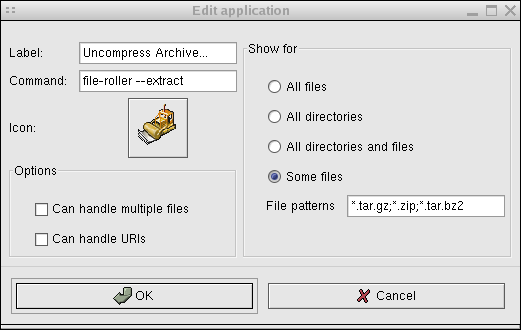 Edit application
Label:
Uncompress Archive...
Command:
file-roller --extract
Icon:
Options
Can handle multiple files
Can handle URIs
Show for
All files
All directories
All directories and files
Some files
File patterns
*.tar.gz;*.zip;*.tar.bz2
OK
Cancel